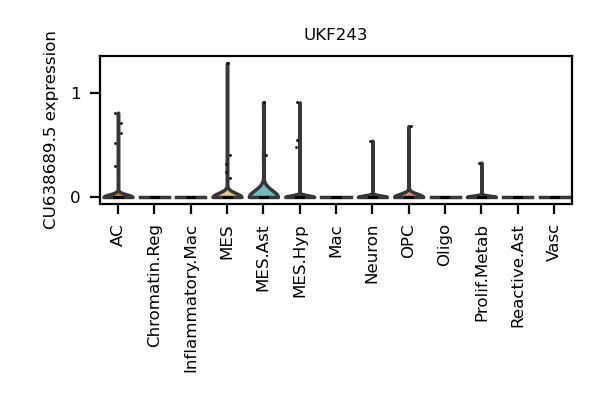 UKF243
CU638689.5 expression
1
0
AC
Chromatin.Reg
Inflammatory.Mac
MES
MES.Ast
MES.Hyp
Mac
Neuron
OPC
Oligo
Prolif.Metab
Reactive.Ast
Vasc